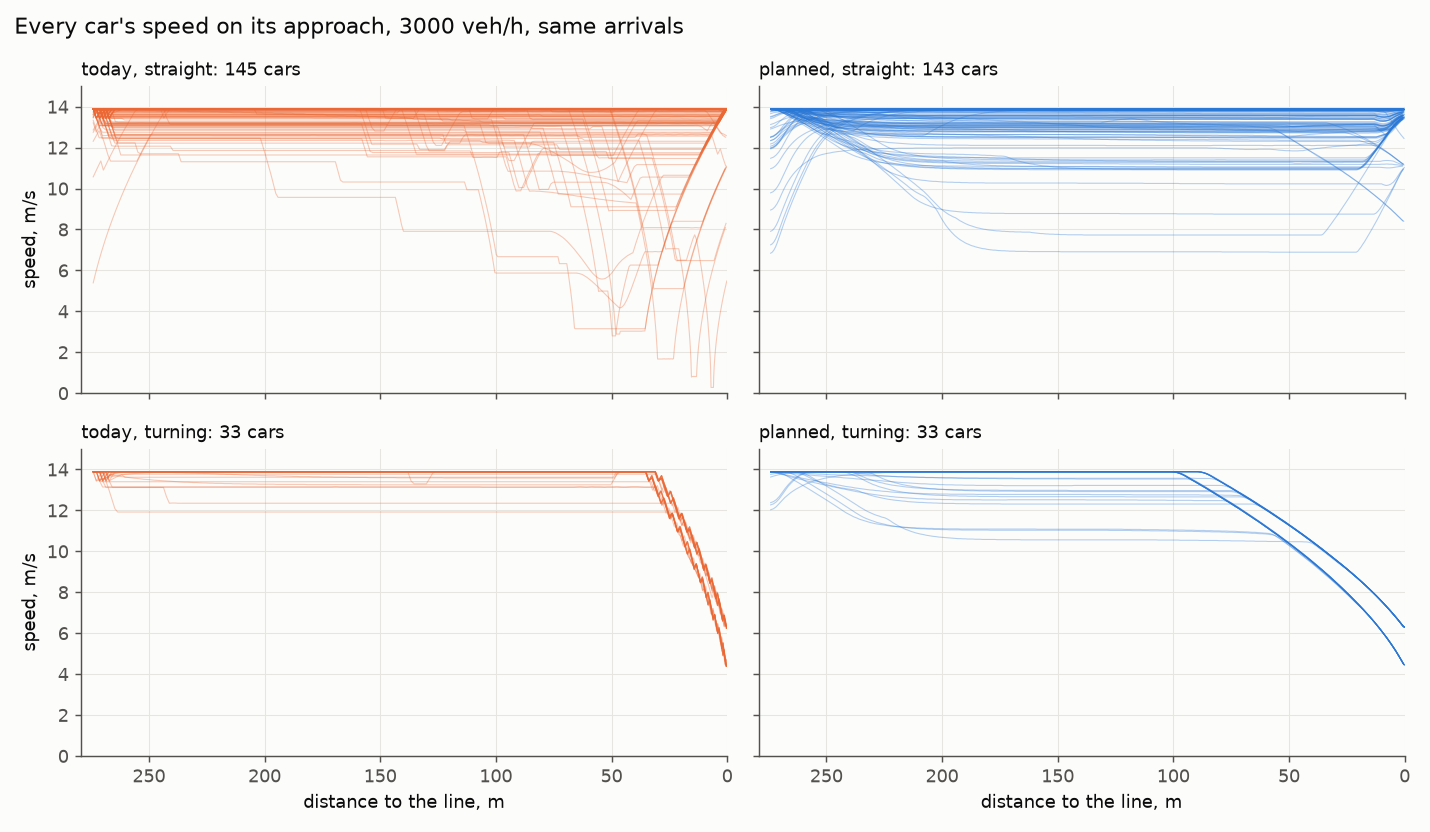 Every car's speed on its approach, 3000 veh/h, same arrivals
today, straight: 145 cars
planned, straight: 143 cars
14
12
10
8
6
4
2
0
speed, m/s
today, turning: 33 cars
planned, turning: 33 cars
14
12
10
8
6
4
2
0
speed, m/s
250 200 150 100 50 0
250 200 150 100 50 0
distance to the line, m
distance to the line, m